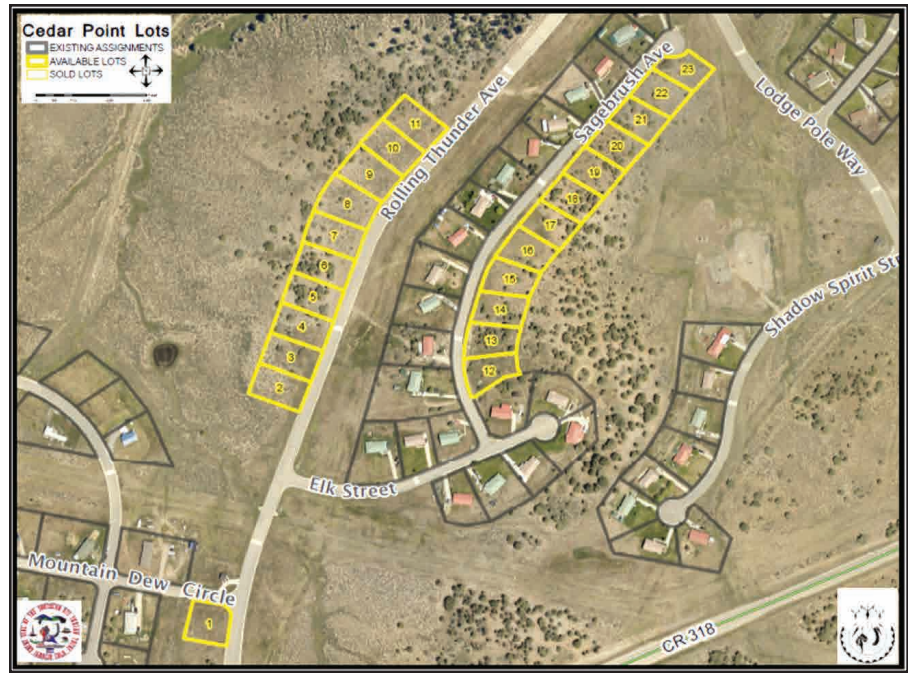 Cedar Point Lots
EXISTING ASSIGNMENTS
AVAILABLE LOTS
SOLD LOTS
Rolling Thunder Ave
Sagebrush Ave
Lodge Pole Way
Shadow Spirit Str
Elk Street
Mountain Dew Circle
CR-318
1
2
3
4
5
6
7
8
9
10
11
12
13
14
15
16
17
18
19
20
21
22
23